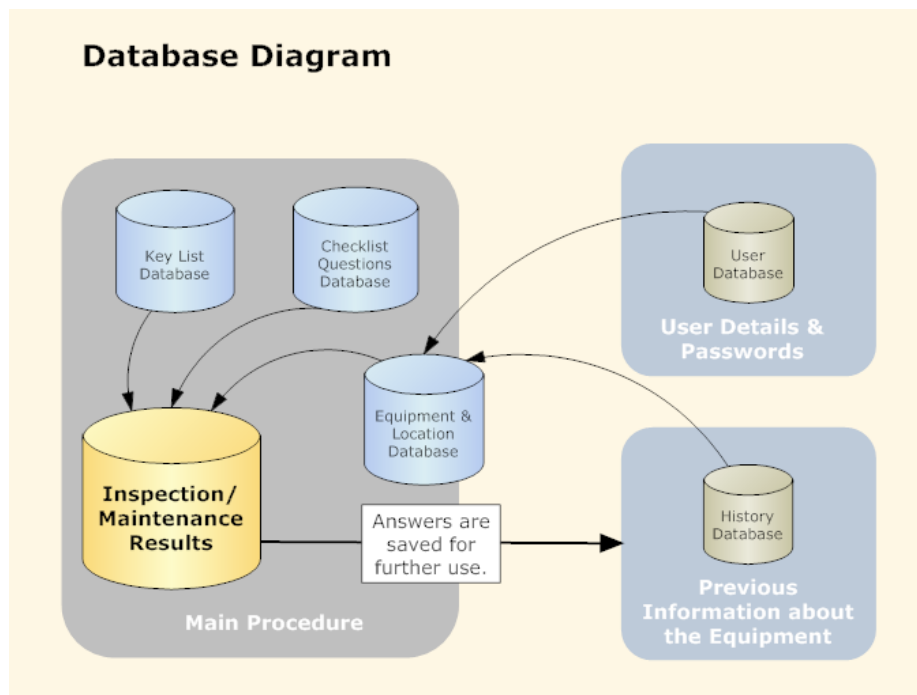 Database Diagram
Key List
Database
Checklist
Questions
Database
User
Database
User Details &
Passwords
Equipment &
Location
Database
Inspection/
Maintenance
Results
Answers are
saved for
further use.
History
Database
Previous
Information about
the Equipment
Main Procedure